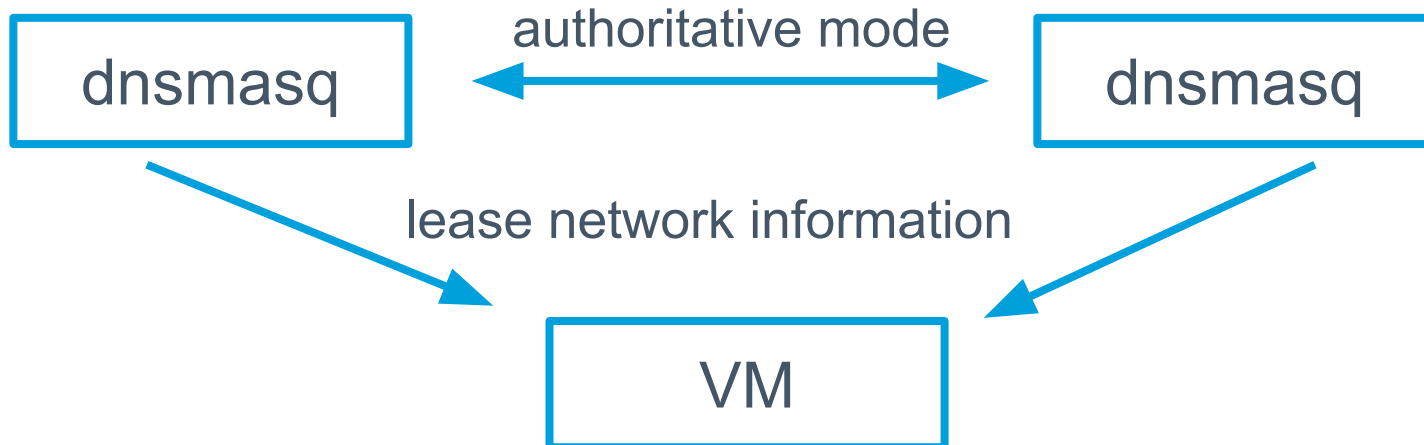 authoritative mode
dnsmasq
dnsmasq
lease network information
VM